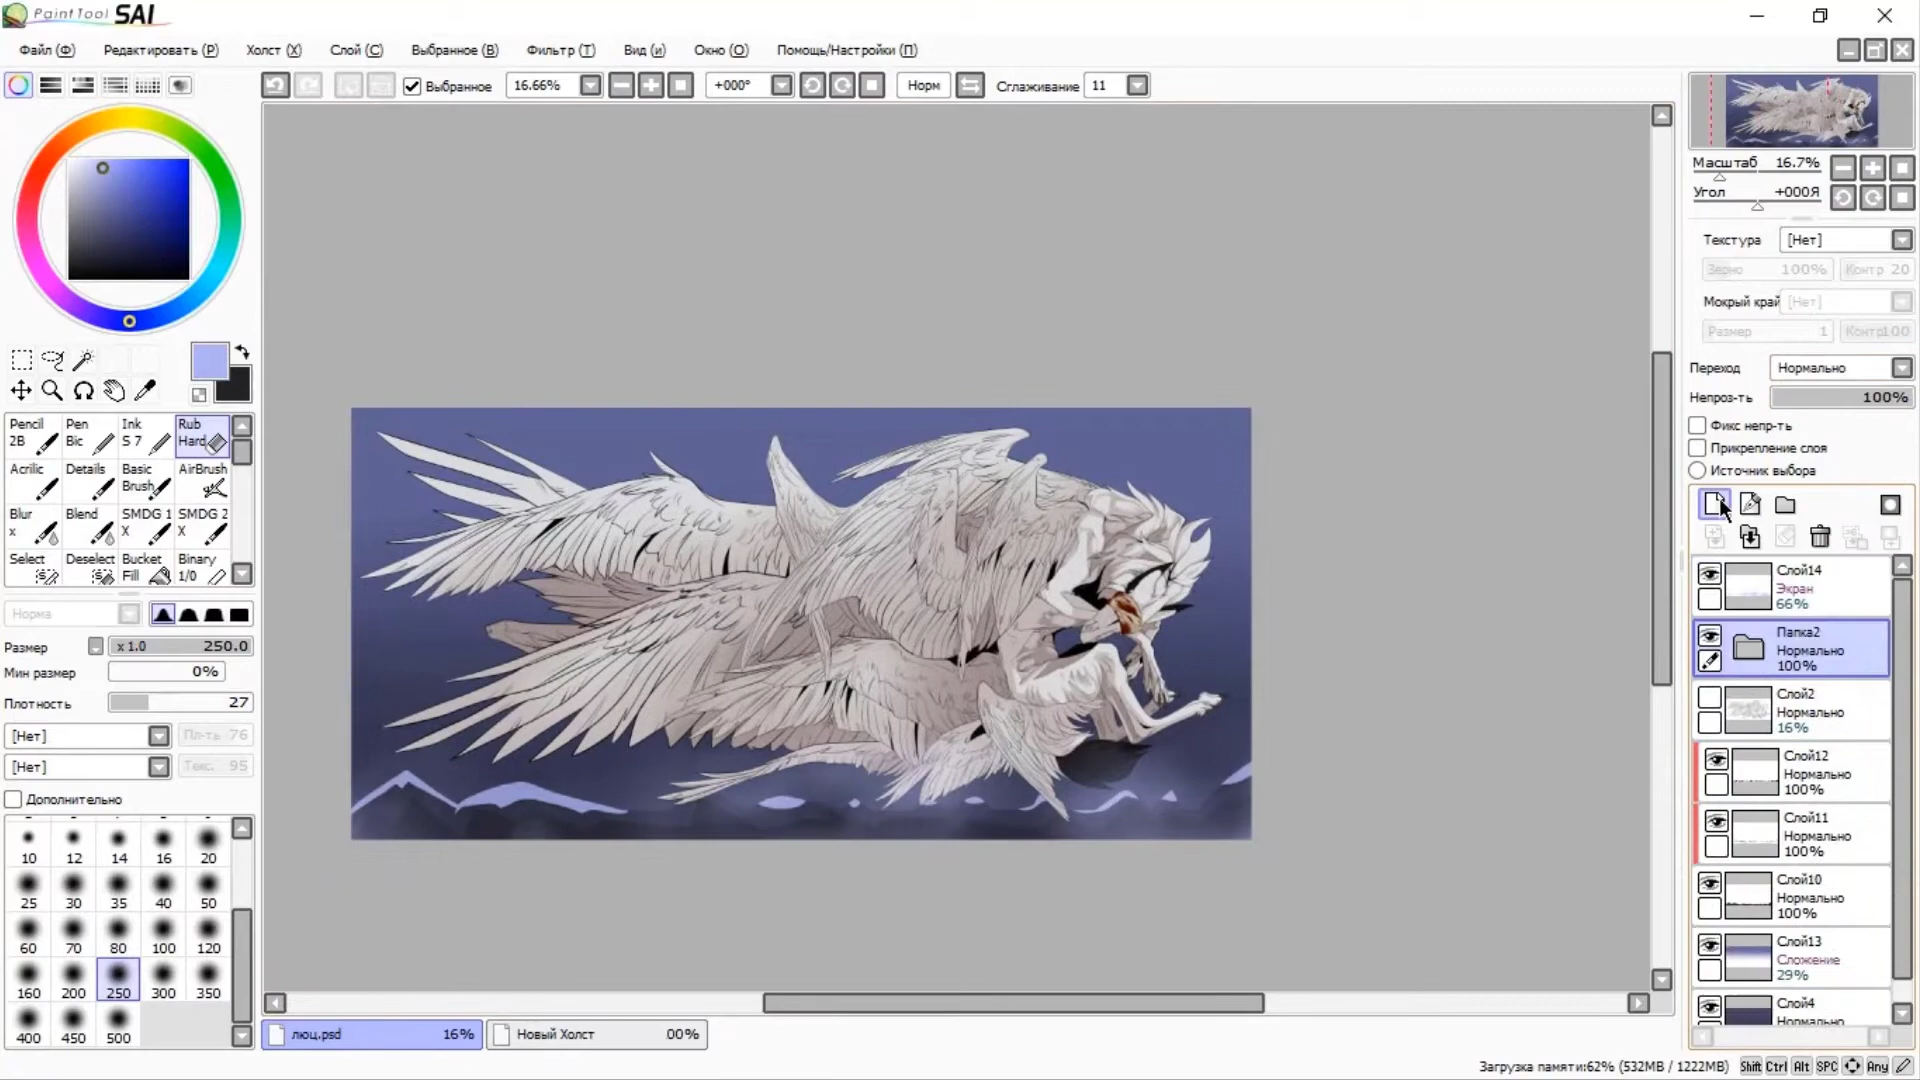 PaintTool SAI
Файл (Ф) Редактировать (Р) Холст (Х) Слой (С) Выбранное (В) Фильтр (Т) Вид (и) Окно (О) Помощь/Настройки (П)
Выбранное 16.66% +000° Норм Сглаживание 11
Масштаб 16.7%
Угол +000Я
Текстура [Нет]
Зерно 100% Контр 20
Мокрый край [Нет]
Размер 1 Контр100
Переход Нормально
Непроз-ть 100%
Фикс непр-ть
Прикрепление слоя
Источник выбора
Pencil 2B
Pen Bic
Ink S 7
Rub Hard
Acrilic
Details
Basic Brush
AirBrush
Blur x
Blend
SMDG 1 X
SMDG 2 X
Select
Deselect
Bucket Fill
Binary 1/0
Норма
Размер x 1.0 250.0
Мин размер 0%
Плотность 27
[Нет] Пл-ть 76
[Нет] Текс. 95
Дополнительно
10 12 14 16 20
25 30 35 40 50
60 70 80 100 120
160 200 250 300 350
400 450 500
Слой14
Экран
66%
Папка2
Нормально
100%
Слой2
Нормально
16%
Слой12
Нормально
100%
Слой11
Нормально
100%
Слой10
Нормально
100%
Слой13
Сложение
29%
Слой4
Нормально
люц.psd 16% Новый Холст 00%
Загрузка памяти:62% (532MB / 1222MB) Shift Ctrl Alt SPC Any